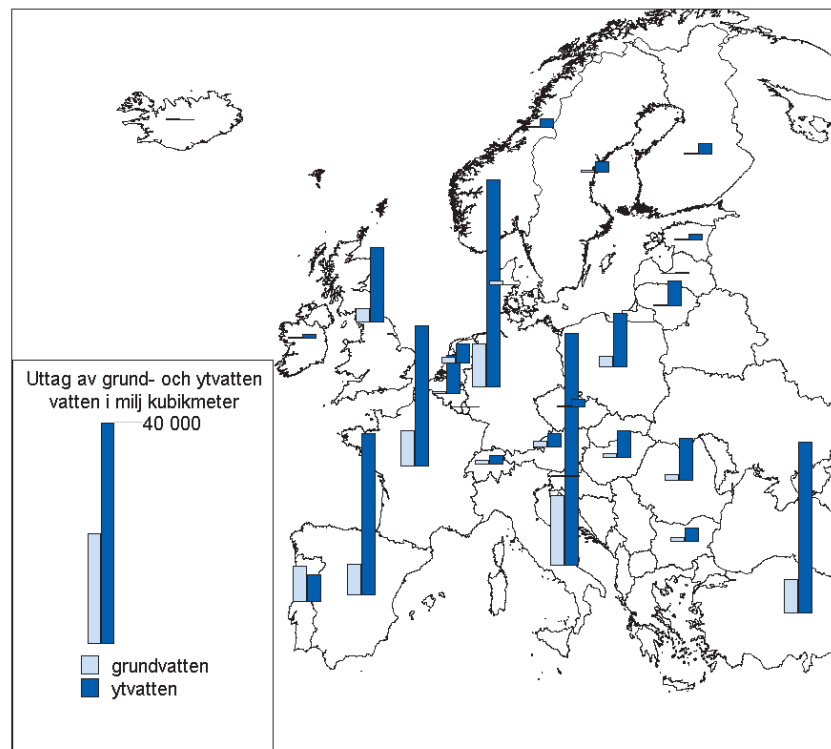 Uttag av grund- och ytvatten
vatten i milj kubikmeter
40 000
grundvatten
ytvatten